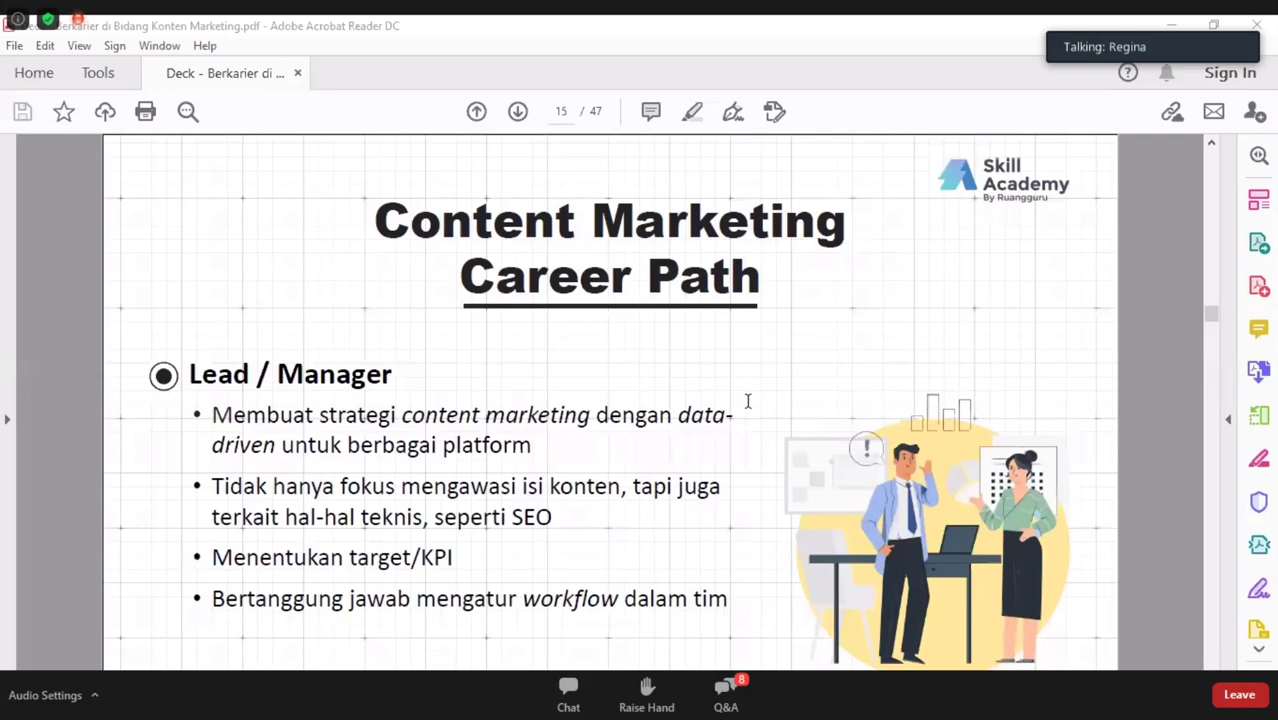 Berkarier di Bidang Konten Marketing.pdf - Adobe Acrobat Reader DC
File Edit View Sign Window Help
Talking: Regina
Home Tools Deck - Berkarier di ... Sign In
15 / 47
Skill
Academy
By Ruangguru
Content Marketing
Career Path
Lead / Manager
• Membuat strategi content marketing dengan data-
driven untuk berbagai platform
• Tidak hanya fokus mengawasi isi konten, tapi juga
terkait hal-hal teknis, seperti SEO
• Menentukan target/KPI
• Bertanggung jawab mengatur workflow dalam tim
Audio Settings
Chat
Raise Hand
8
Q&A
Leave